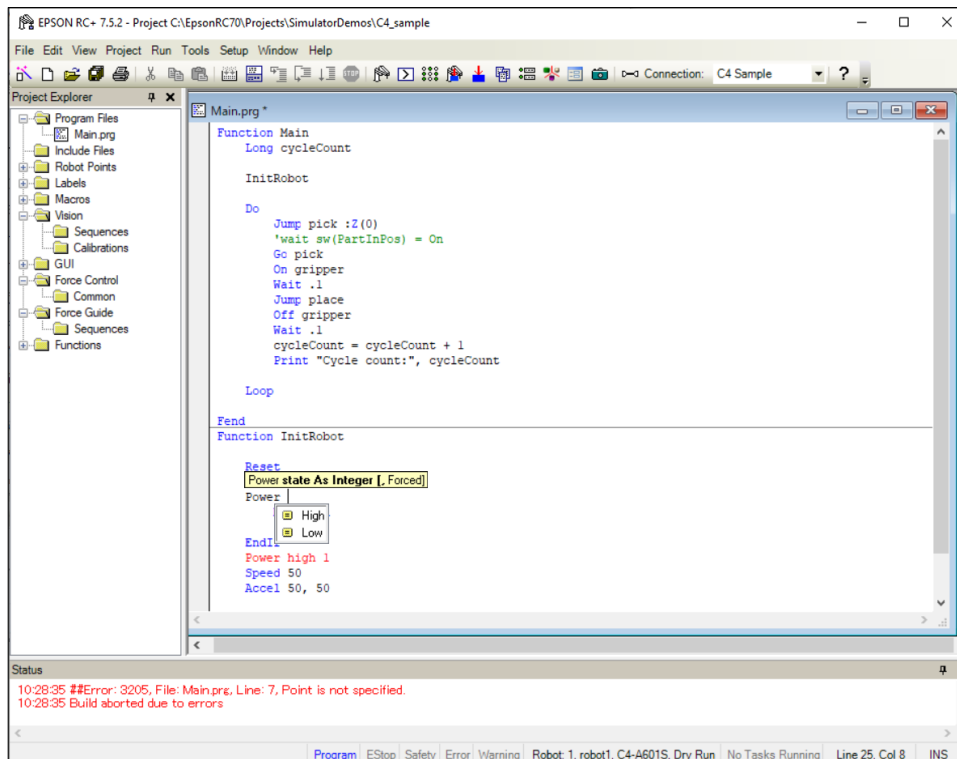 EPSON RC+ 7.5.2 - Project C:\EpsonRC70\Projects\SimulatorDemos\C4_sample
File Edit View Project Run Tools Setup Window Help
Connection: C4 Sample ?
Project Explorer
Program Files
Main.prg
Include Files
Robot Points
Labels
Macros
Vision
Sequences
Calibrations
GUI
Force Control
Common
Force Guide
Sequences
Functions
Main.prg *
Function Main
Long cycleCount
InitRobot
Do
Jump pick :Z(0)
'wait sw(PartInPos) = On
Go pick
On gripper
Wait .1
Jump place
Off gripper
Wait .1
cycleCount = cycleCount + 1
Print "Cycle count:", cycleCount
Loop
Fend
Function InitRobot
Reset
Power state As Integer [, Forced]
Power
High
Low
Power high 1
Speed 50
Accel 50, 50
Status
10:28:35 ##Error: 3205, File: Main.prg, Line: 7, Point is not specified.
10:28:35 Build aborted due to errors
Program EStop Safety Error Warning Robot: 1, robot1, C4-A601S, Dry Run No Tasks Running Line 25, Col 8 INS